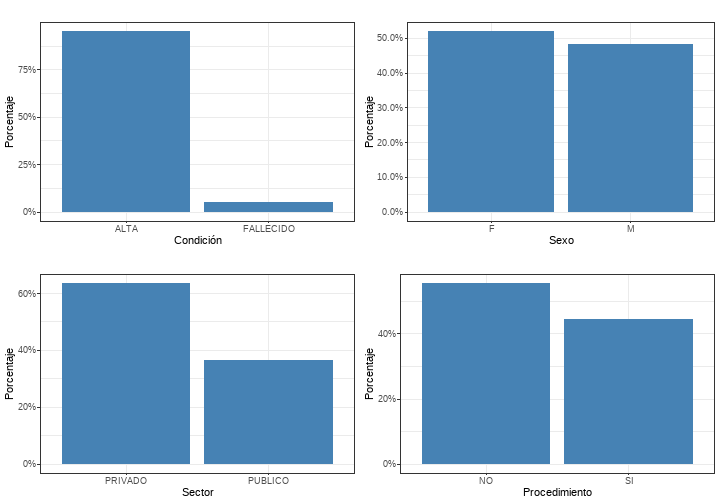 Porcentaje
75%
50%
25%
0%
ALTA
FALLECIDO
Condición
Porcentaje
50.0%
40.0%
30.0%
20.0%
10.0%
0.0%
F
M
Sexo
Porcentaje
60%
40%
20%
0%
PRIVADO
PUBLICO
Sector
Porcentaje
40%
20%
0%
NO
SI
Procedimiento